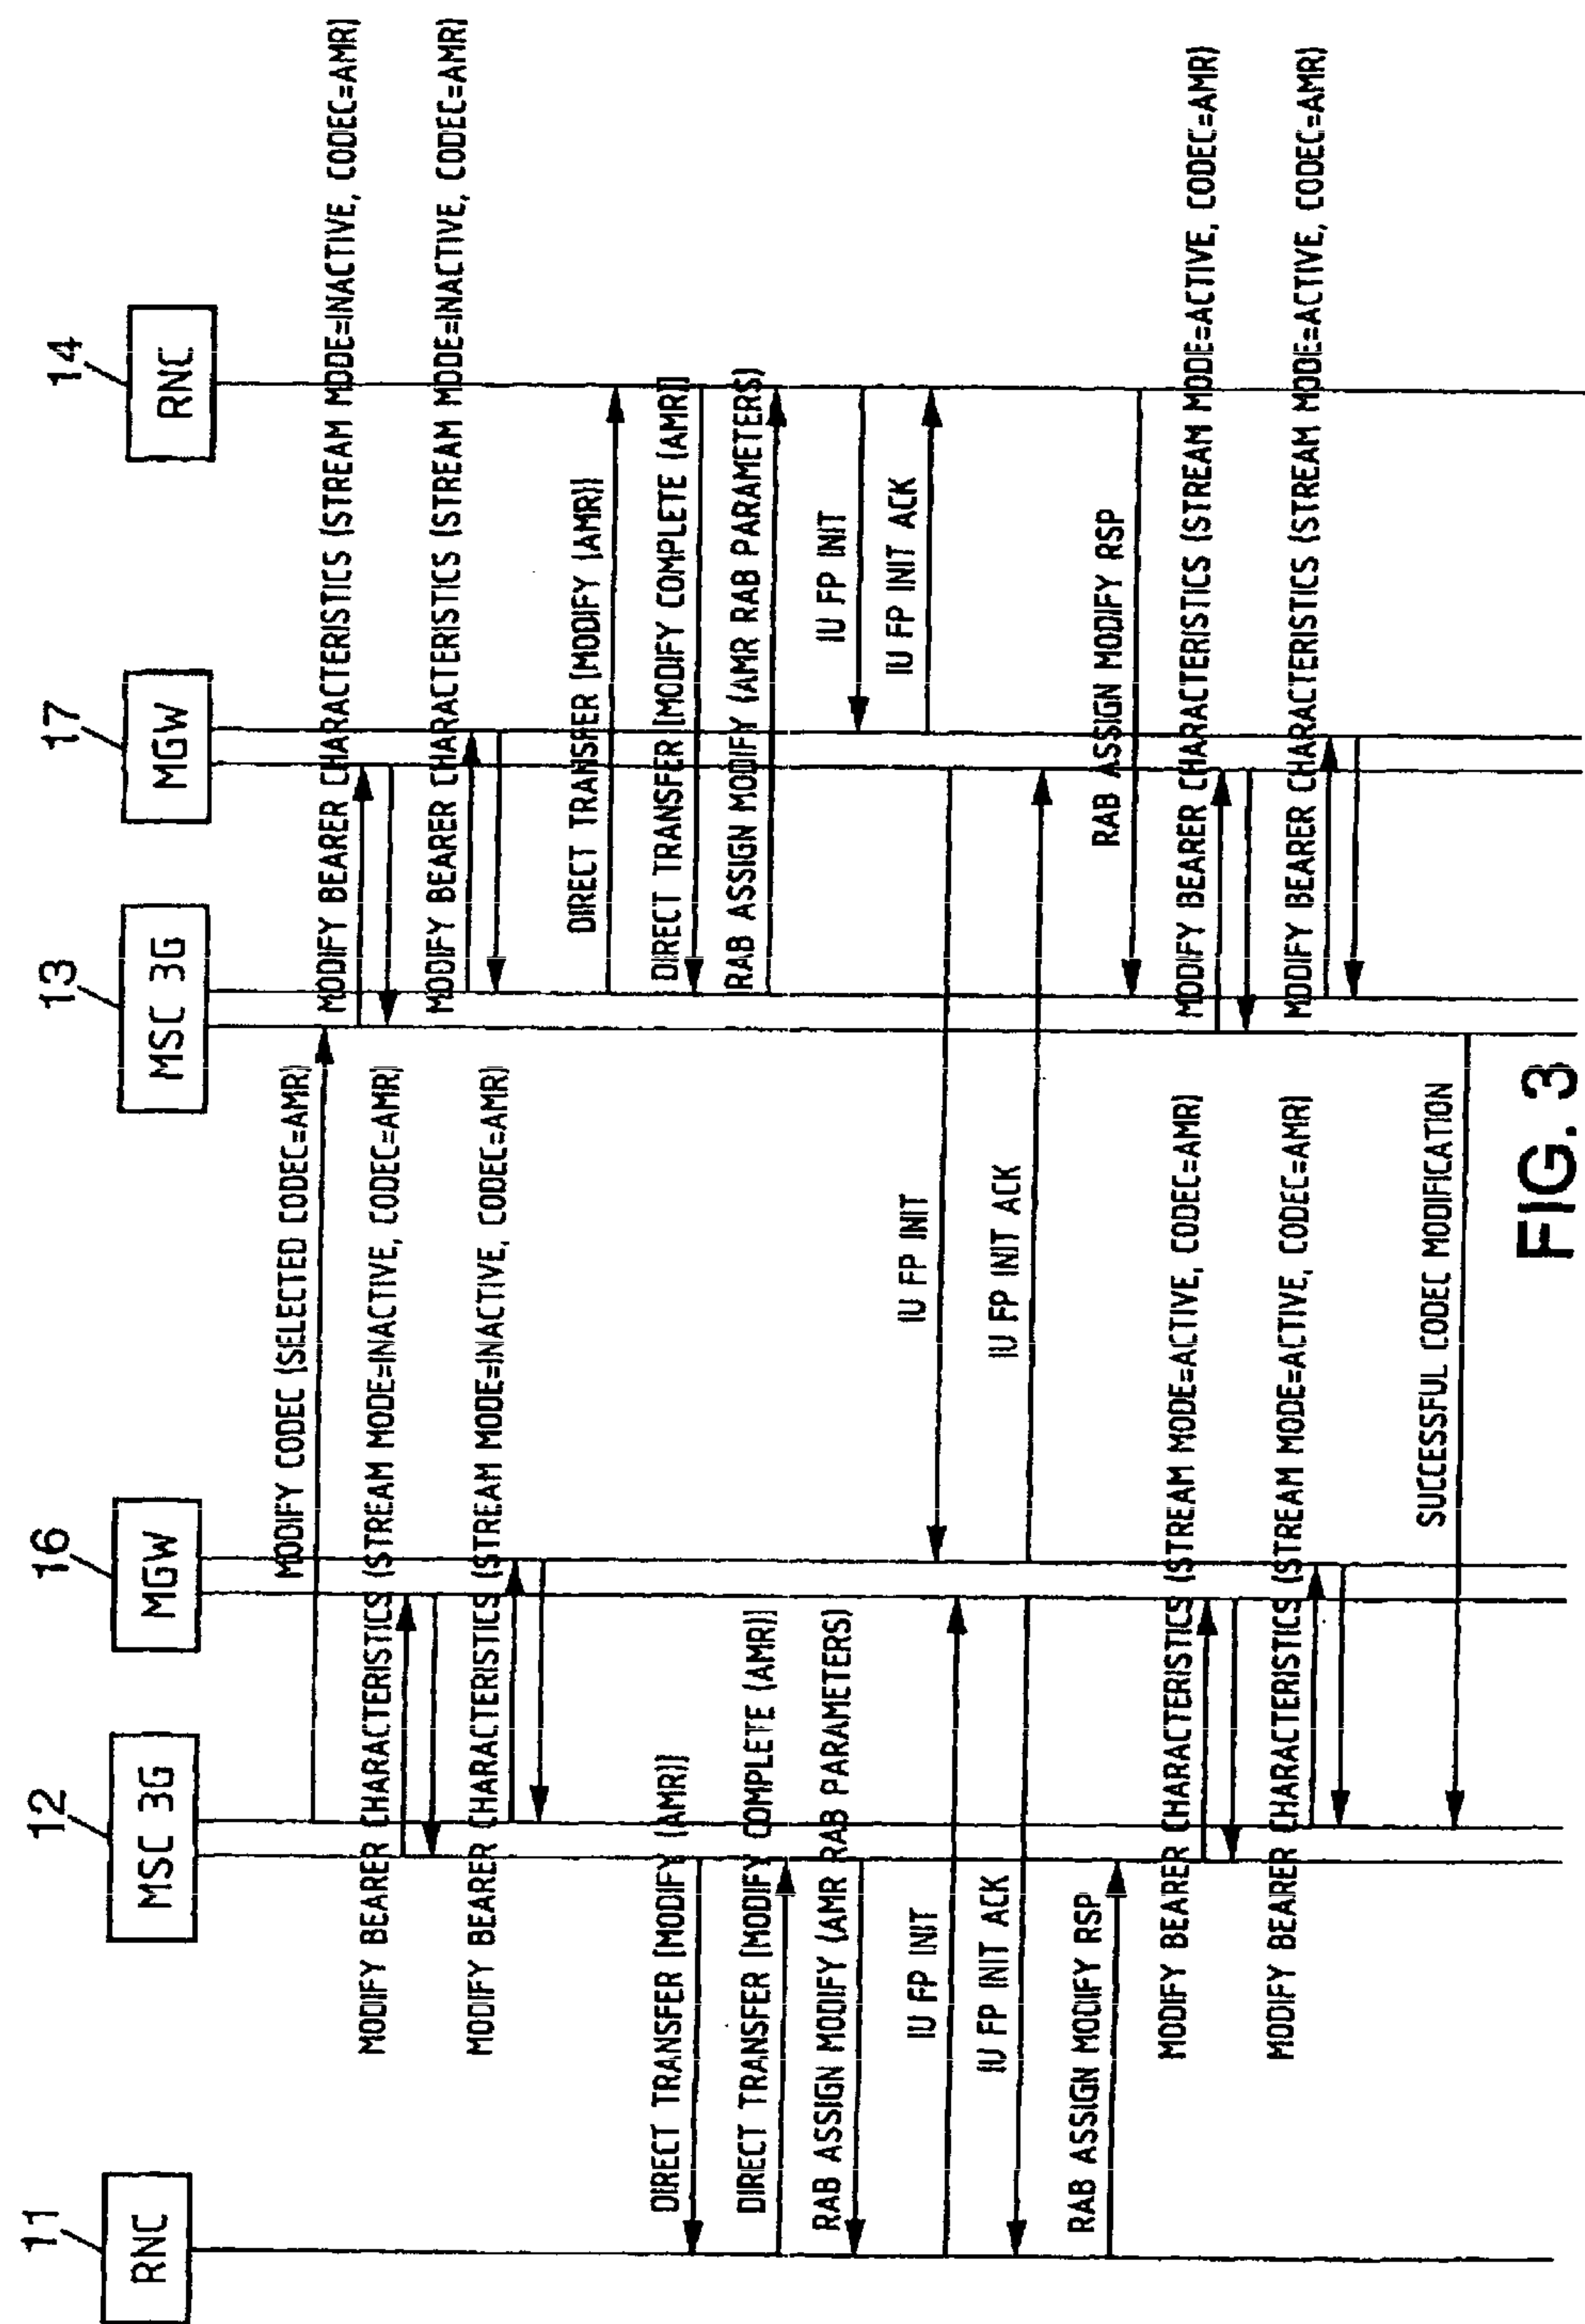 11
RNC
12
MSC 3G
16
MGW
13
MSC 3G
17
MGW
14
RNC
MODIFY CODEC (SELECTED CODEC=AMR)
MODIFY BEARER CHARACTERISTICS (STREAM MODE=INACTIVE, CODEC=AMR)
MODIFY BEARER CHARACTERISTICS (STREAM MODE=INACTIVE, CODEC=AMR)
MODIFY BEARER CHARACTERISTICS (STREAM MODE=INACTIVE, CODEC=AMR)
MODIFY BEARER CHARACTERISTICS (STREAM MODE=INACTIVE, CODEC=AMR)
DIRECT TRANSFER [MODIFY (AMR)]
DIRECT TRANSFER [MODIFY (AMR)]
DIRECT TRANSFER [MODIFY COMPLETE (AMR)]
DIRECT TRANSFER [MODIFY COMPLETE (AMR)]
RAB ASSIGN MODIFY (AMR RAB PARAMETERS)
RAB ASSIGN MODIFY (AMR RAB PARAMETERS)
IU FP INIT
IU FP INIT ACK
IU FP INIT
IU FP INIT
IU FP INIT ACK
IU FP INIT ACK
RAB ASSIGN MODIFY RSP
RAB ASSIGN MODIFY RSP
MODIFY BEARER CHARACTERISTICS (STREAM MODE=ACTIVE, CODEC=AMR)
MODIFY BEARER CHARACTERISTICS (STREAM MODE=ACTIVE, CODEC=AMR)
MODIFY BEARER CHARACTERISTICS (STREAM MODE=ACTIVE, CODEC=AMR)
MODIFY BEARER CHARACTERISTICS (STREAM MODE=ACTIVE, CODEC=AMR)
SUCCESSFUL CODEC MODIFICATION
FIG. 3